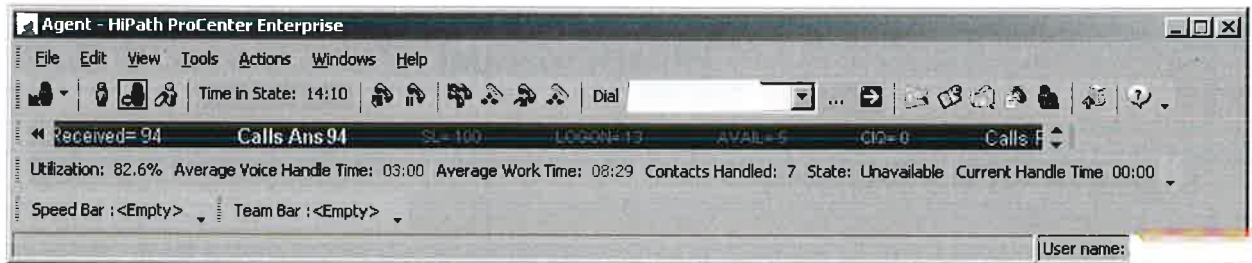 Agent - HiPath ProCenter Enterprise
File Edit View Tools Actions Windows Help
Time in State: 14:10 Dial ...
Received= 94 Calls Ans 94 SL= 100 LOGON= 13 AVAIL= 5 CIQ= 0 Calls
Utilization: 82.6% Average Voice Handle Time: 03:00 Average Work Time: 08:29 Contacts Handled: 7 State: Unavailable Current Handle Time 00:00
Speed Bar :<Empty> Team Bar :<Empty>
User name: